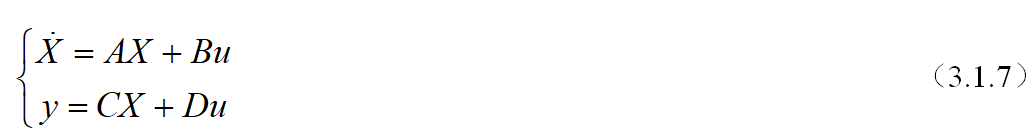 Ẋ = AX + Bu
y = CX + Du
（3.1.7）